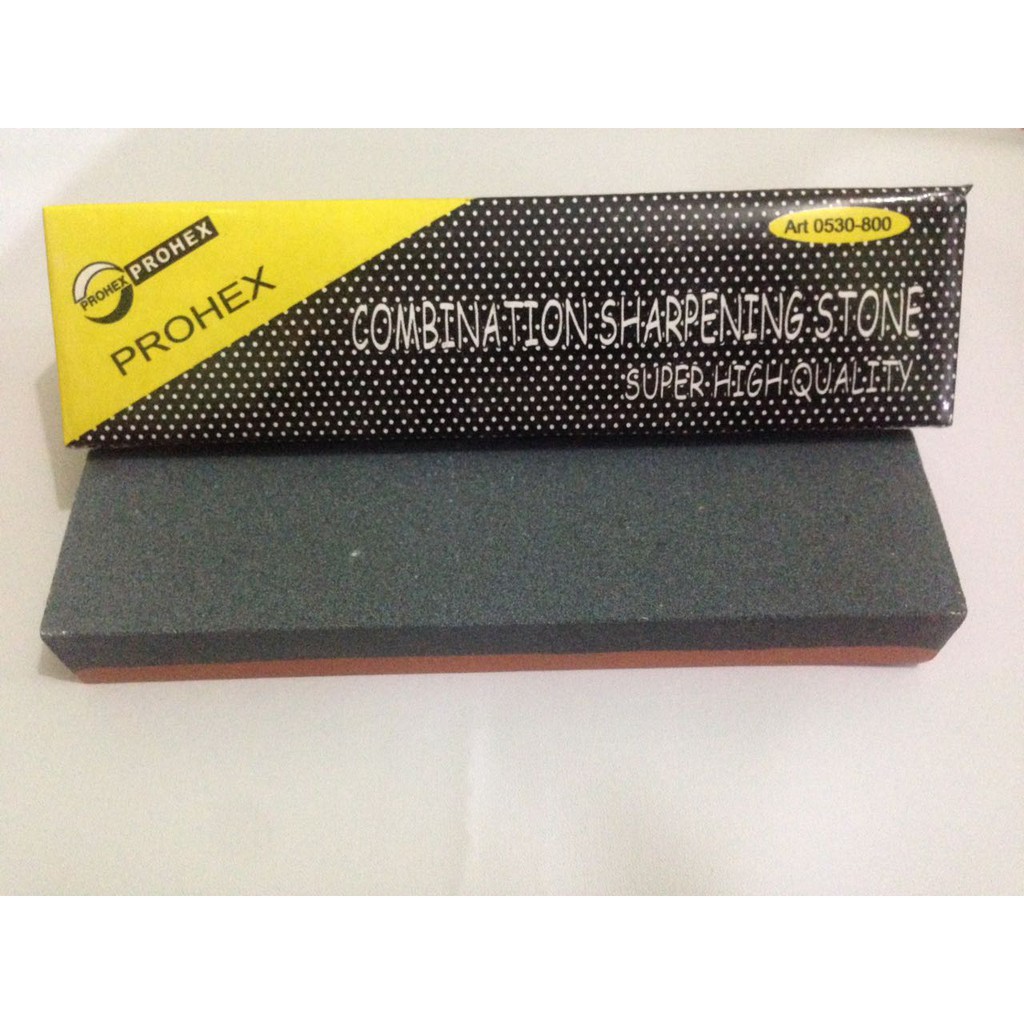 PROHEX
PROHEX
PROHEX
Art 0530-800
COMBINATION SHARPENING STONE
SUPER HIGH QUALITY